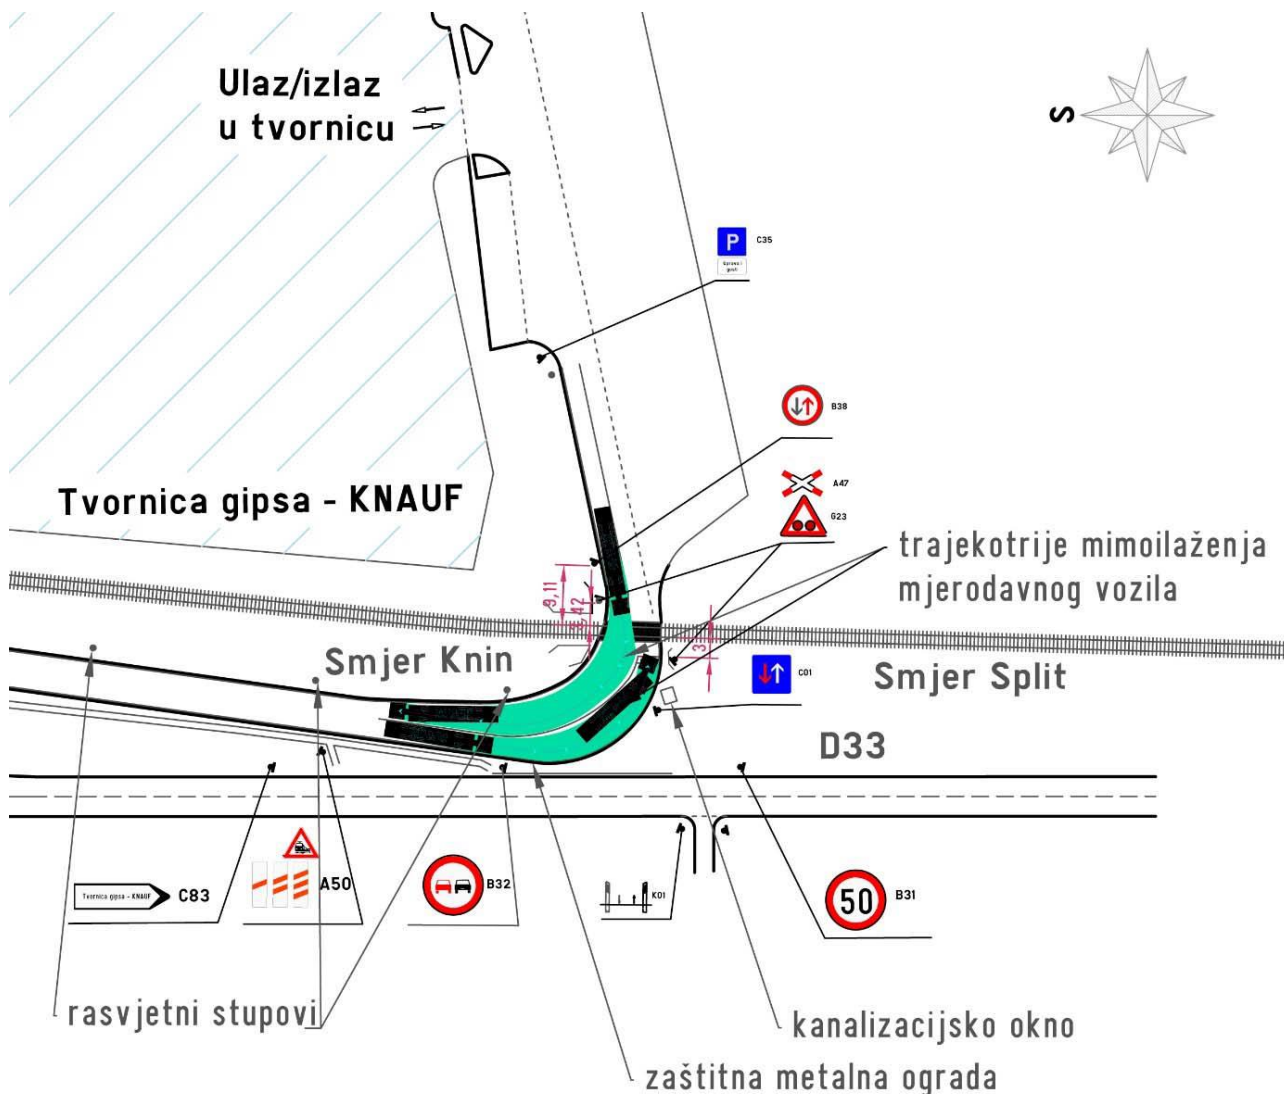 Ulaz/izlaz
u tvornicu
S
P
C35
B38
A47
G23
Tvornica gipsa - KNAUF
trajekotrije mimoilaženja
mjerodavnog vozila
9,11
Smjer Knin
3
C01
Smjer Split
D33
Tvornica gipsa - KNAUF
C83
A50
B32
K01
50
B31
rasvjetni stupovi
kanalizacijsko okno
zaštitna metalna ograda